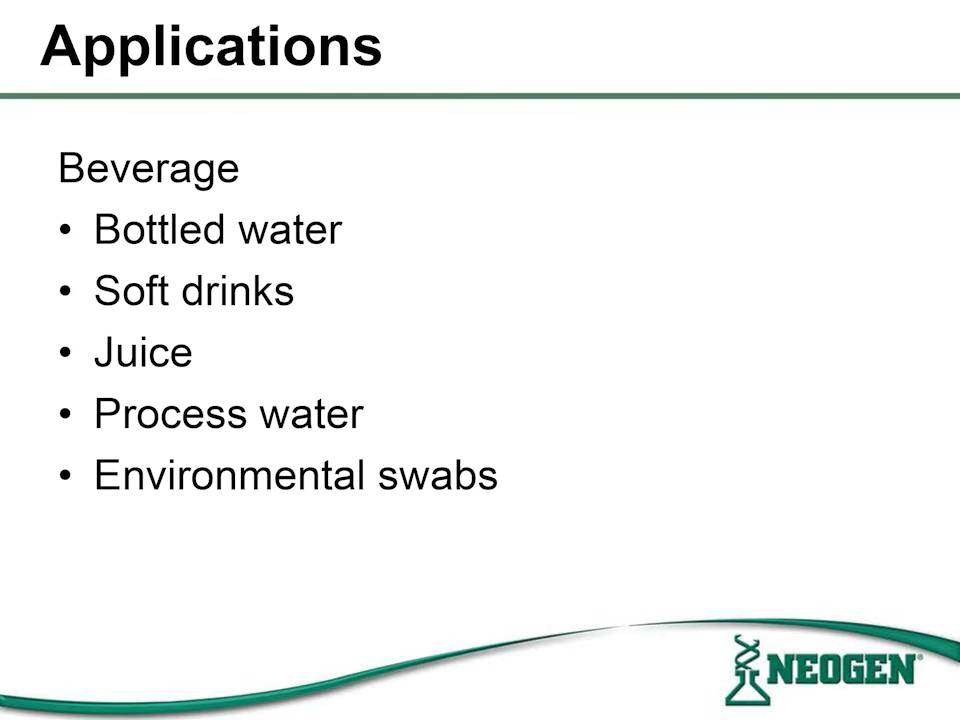 Applications
Beverage
• Bottled water
• Soft drinks
• Juice
• Process water
• Environmental swabs
NEOGEN®